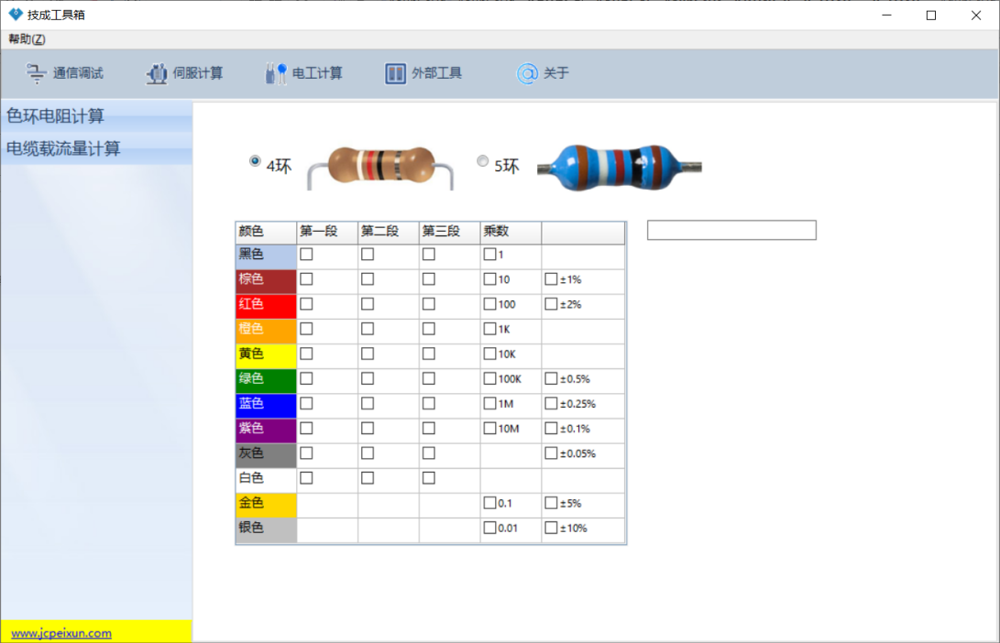 技成工具箱
帮助(Z)
通信调试 伺服计算 电工计算 外部工具 关于
色环电阻计算
电缆载流量计算
4环 5环
颜色 第一段 第二段 第三段 乘数
黑色 1
棕色 10 ±1%
红色 100 ±2%
橙色 1K
黄色 10K
绿色 100K ±0.5%
蓝色 1M ±0.25%
紫色 10M ±0.1%
灰色 ±0.05%
白色
金色 0.1 ±5%
银色 0.01 ±10%
www.jcpeixun.com